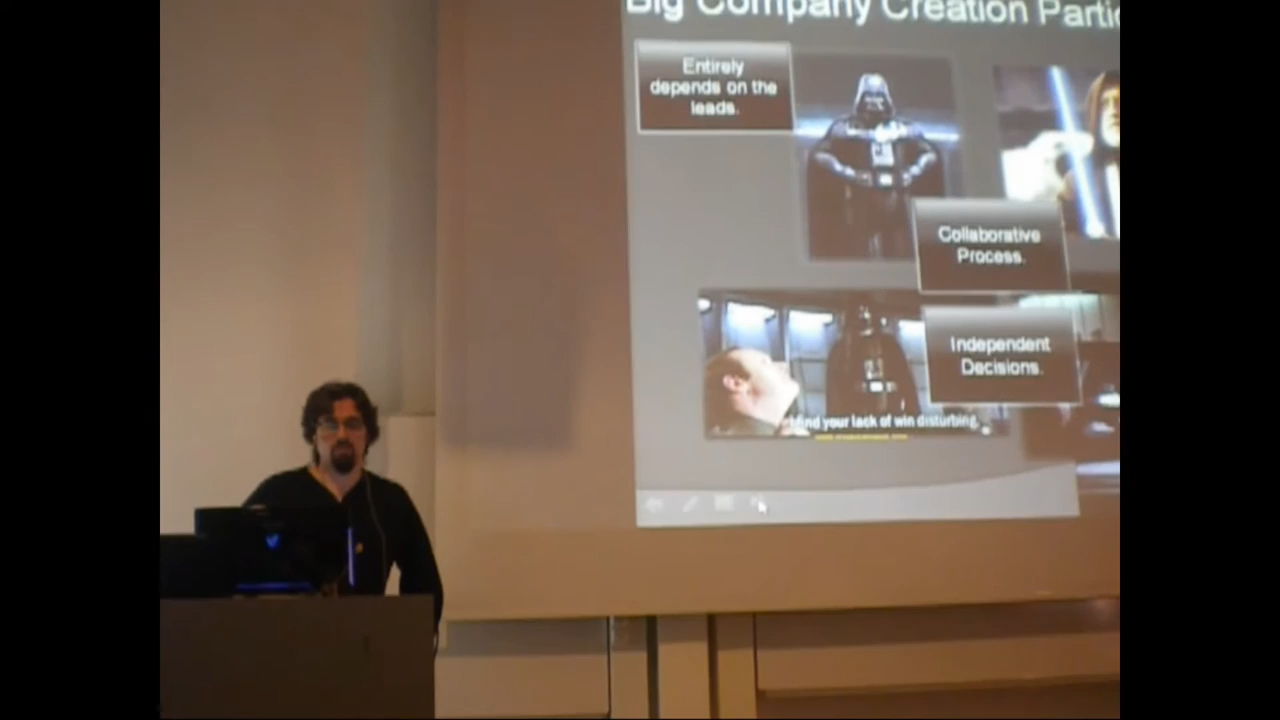 Big Company Creation Partic
Entirely
depends on the
leads.
Collaborative
Process.
Independent
Decisions.
I find your lack of win disturbing.